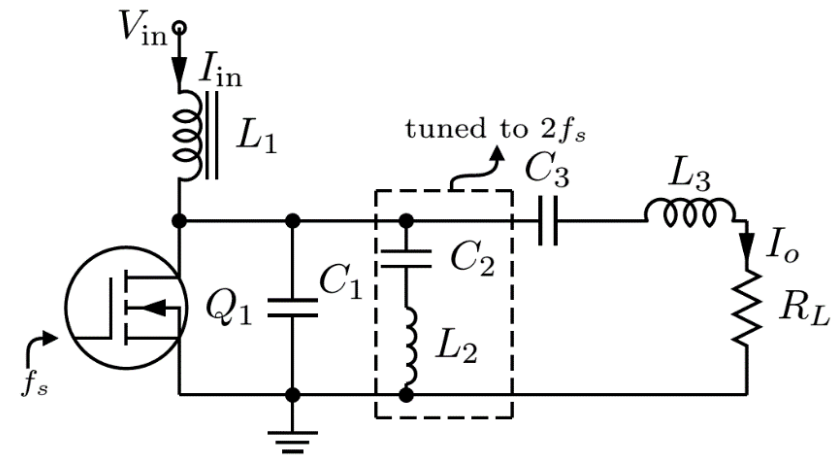 V_in
I_in
L_1
tuned to 2f_s
C_3
L_3
I_o
Q_1
C_1
C_2
R_L
L_2
f_s